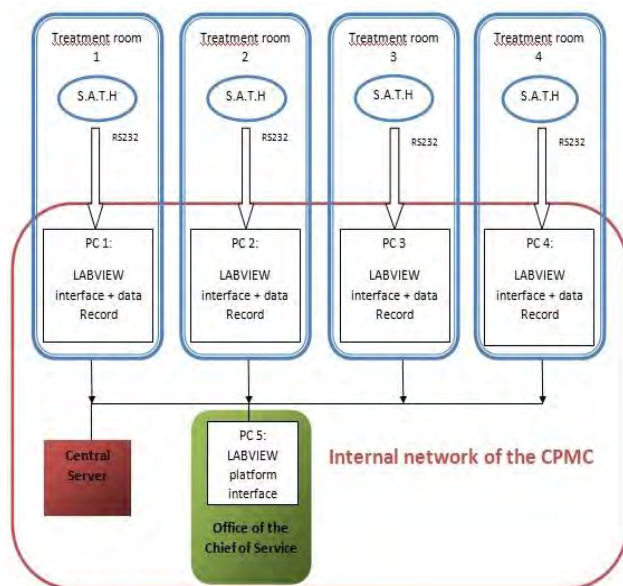 Treatment room
1
S.A.T.H
RS232
PC 1:
LABVIEW
interface + data
Record
Treatment room
2
S.A.T.H
RS232
PC 2:
LABVIEW
interface + data
Record
Treatment room
3
S.A.T.H
RS232
PC 3
LABVIEW
interface + data
Record
Treatment room
4
S.A.T.H
RS232
PC 4:
LABVIEW
interface + data
Record
Central
Server
PC 5:
LABVIEW
platform
interface
Office of the
Chief of Service
Internal network of the CPMC